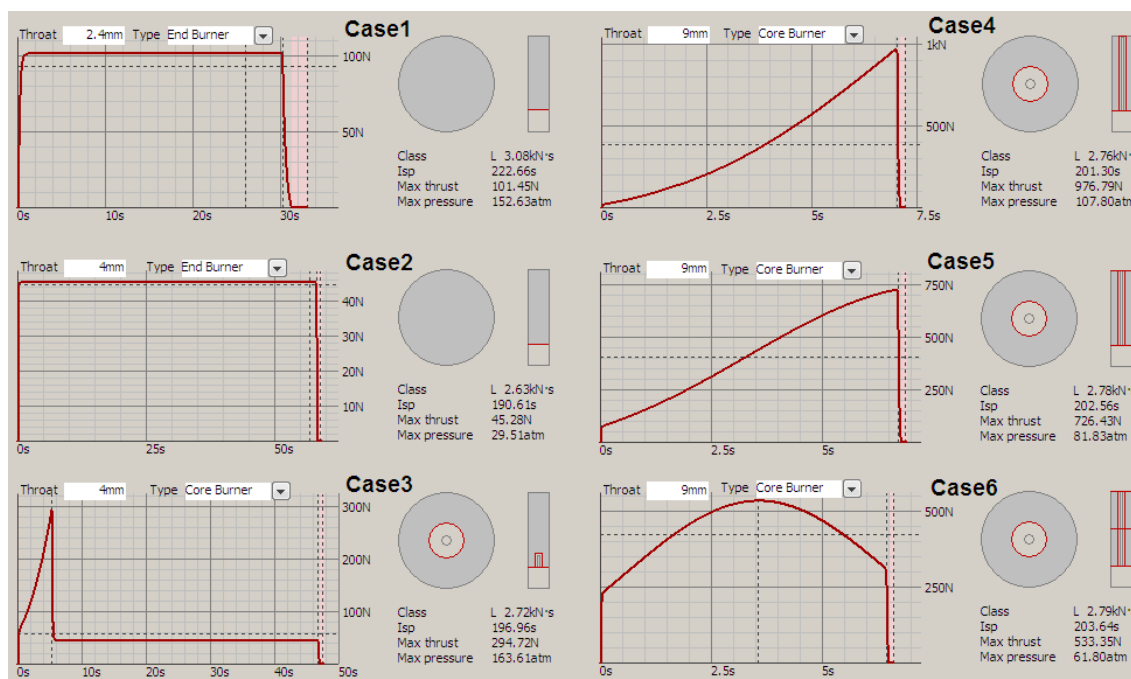 Case1
Throat 2.4mm Type End Burner
100N
50N
0s 10s 20s 30s
Class L 3.08kN·s
Isp 222.66s
Max thrust 101.45N
Max pressure 152.63atm
Case2
Throat 4mm Type End Burner
40N
30N
20N
10N
0s 25s 50s
Class L 2.63kN·s
Isp 190.61s
Max thrust 45.28N
Max pressure 29.51atm
Case3
Throat 4mm Type Core Burner
300N
200N
100N
0s 10s 20s 30s 40s 50s
Class L 2.72kN·s
Isp 196.96s
Max thrust 294.72N
Max pressure 163.61atm
Case4
Throat 9mm Type Core Burner
1kN
500N
0s 2.5s 5s 7.5s
Class L 2.76kN·
Isp 201.30s
Max thrust 976.79N
Max pressure 107.80atm
Case5
Throat 9mm Type Core Burner
750N
500N
250N
0s 2.5s 5s
Class L 2.78kN·
Isp 202.56s
Max thrust 726.43N
Max pressure 81.83atm
Case6
Throat 9mm Type Core Burner
500N
250N
0s 2.5s 5s
Class L 2.79kN·
Isp 203.64s
Max thrust 533.35N
Max pressure 61.80atm